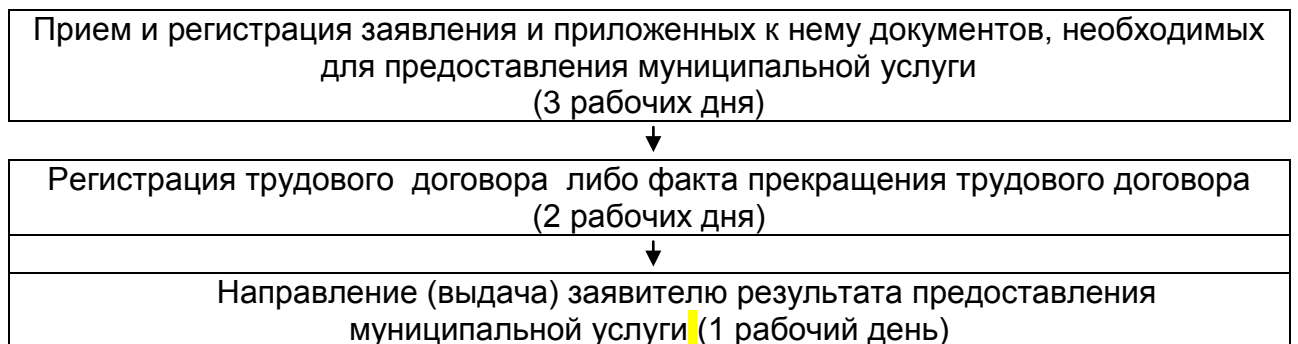 Прием и регистрация заявления и приложенных к нему документов, необходимых
для предоставления муниципальной услуги
(3 рабочих дня)
Регистрация трудового  договора  либо факта прекращения трудового договора
(2 рабочих дня)
Направление (выдача) заявителю результата предоставления
муниципальной услуги (1 рабочий день)